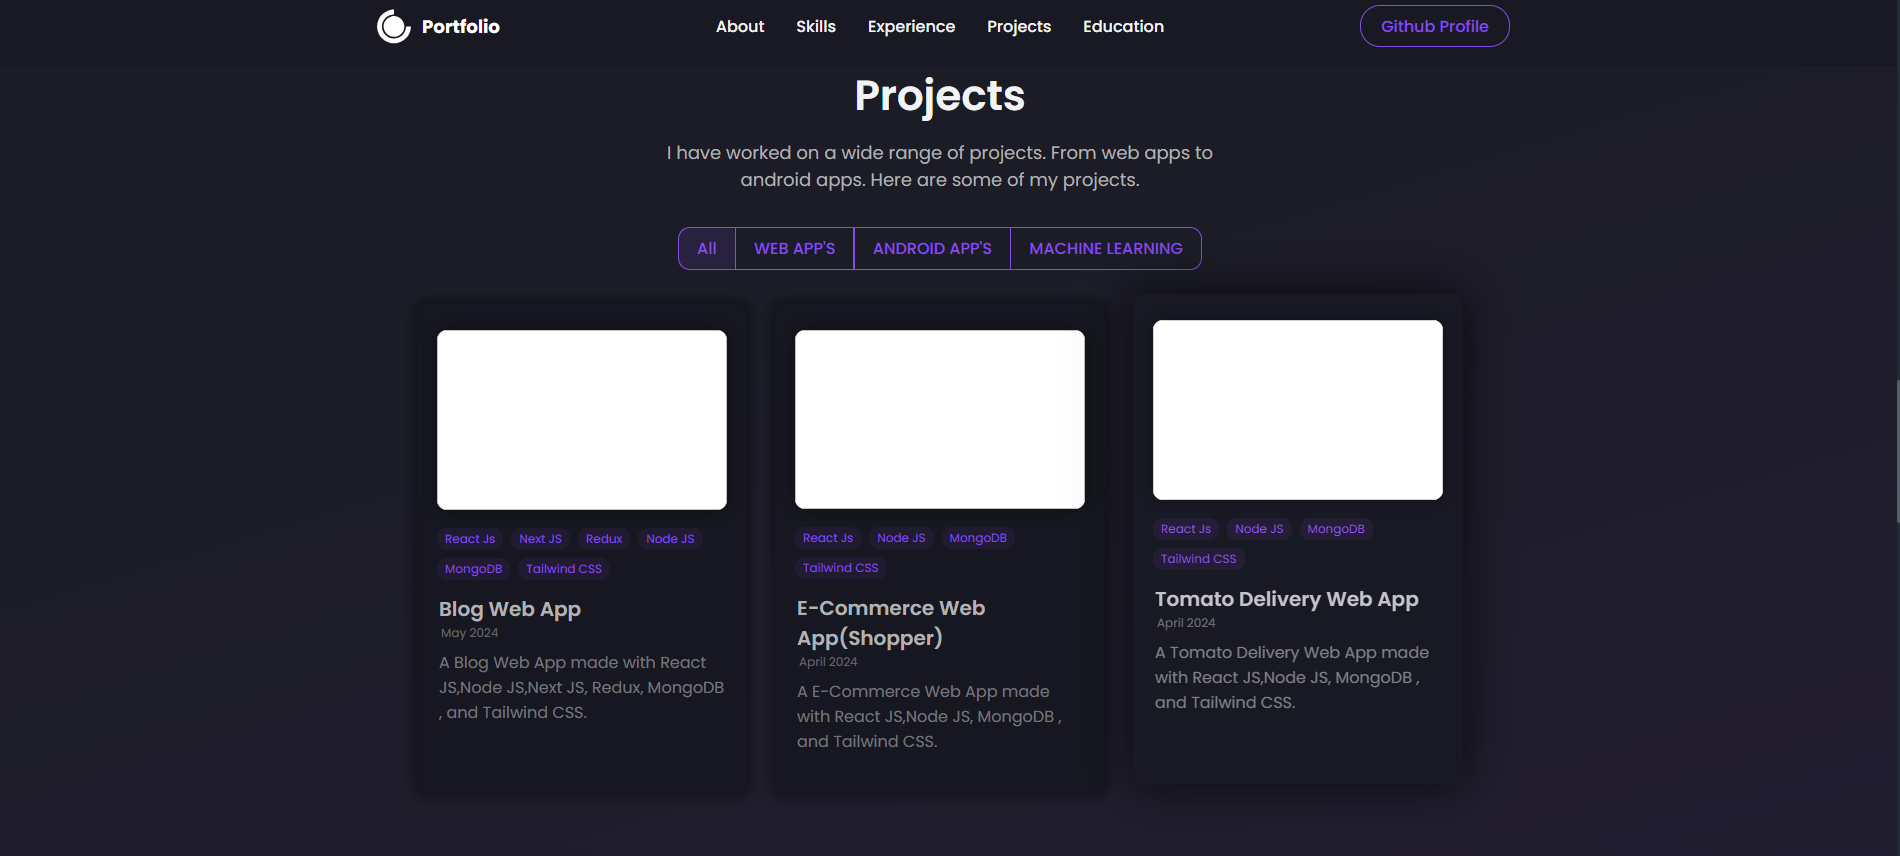 Portfolio
About
Skills
Experience
Projects
Education
Github Profile
Projects
I have worked on a wide range of projects. From web apps to
android apps. Here are some of my projects.
All
WEB APP'S
ANDROID APP'S
MACHINE LEARNING
React Js
Next JS
Redux
Node JS
MongoDB
Tailwind CSS
Blog Web App
May 2024
A Blog Web App made with React
JS,Node JS,Next JS, Redux, MongoDB
, and Tailwind CSS.
React Js
Node JS
MongoDB
Tailwind CSS
E-Commerce Web
App(Shopper)
April 2024
A E-Commerce Web App made
with React JS,Node JS, MongoDB ,
and Tailwind CSS.
React Js
Node JS
MongoDB
Tailwind CSS
Tomato Delivery Web App
April 2024
A Tomato Delivery Web App made
with React JS,Node JS, MongoDB ,
and Tailwind CSS.